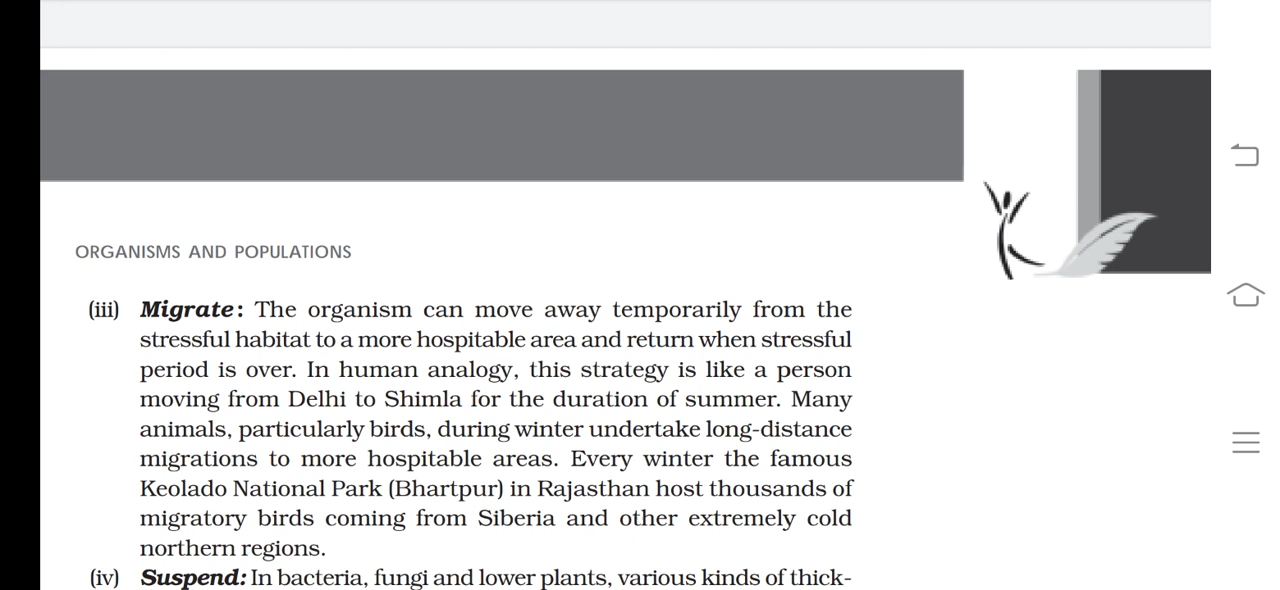 ORGANISMS AND POPULATIONS
(iii) Migrate: The organism can move away temporarily from the
stressful habitat to a more hospitable area and return when stressful
period is over. In human analogy, this strategy is like a person
moving from Delhi to Shimla for the duration of summer. Many
animals, particularly birds, during winter undertake long-distance
migrations to more hospitable areas. Every winter the famous
Keolado National Park (Bhartpur) in Rajasthan host thousands of
migratory birds coming from Siberia and other extremely cold
northern regions.
(iv) Suspend: In bacteria, fungi and lower plants, various kinds of thick-